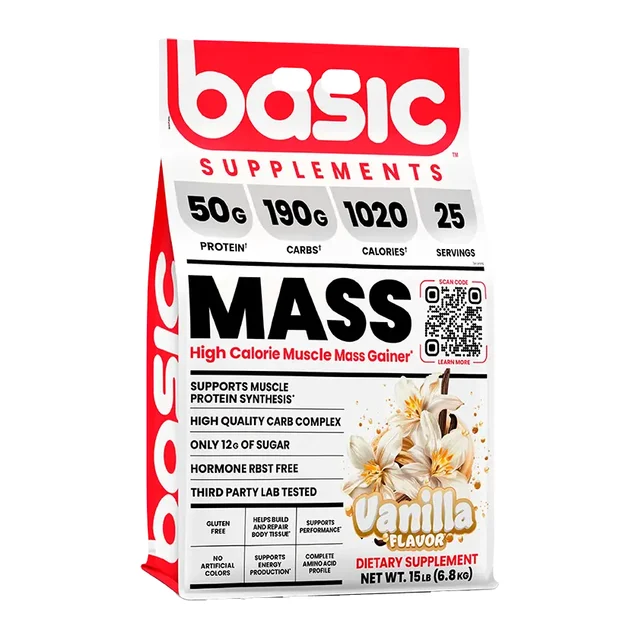 basic
™
SUPPLEMENTS
50G 190G 1020 25
PROTEIN† CARBS† CALORIES† SERVINGS
SCAN CODE
MASS
High Calorie Muscle Mass Gainer*
LEARN MORE
SUPPORTS MUSCLE
PROTEIN SYNTHESIS*
HIGH QUALITY CARB COMPLEX
ONLY 12G OF SUGAR
HORMONE RBST FREE
THIRD PARTY LAB TESTED
GLUTEN
FREE
HELPS BUILD
AND REPAIR
BODY TISSUE*
SUPPORTS
PERFORMANCE*
NO
ARTIFICIAL
COLORS
SUPPORTS
ENERGY
PRODUCTION*
COMPLETE
AMINO ACID
PROFILE
Vanilla
FLAVOR
DIETARY SUPPLEMENT
NET WT. 15LB (6.8KG)
basic